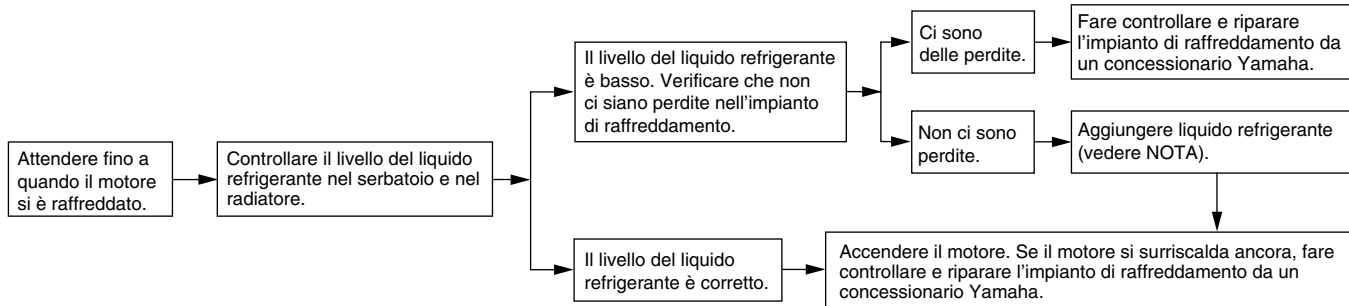 Attendere fino a
quando il motore
si è raffreddato.
Controllare il livello del liquido
refrigerante nel serbatoio e nel
radiatore.
Il livello del liquido refrigerante
è basso. Verificare che non
ci siano perdite nell'impianto
di raffreddamento.
Ci sono
delle perdite.
Fare controllare e riparare
l'impianto di raffreddamento da
un concessionario Yamaha.
Non ci sono
perdite.
Aggiungere liquido refrigerante
(vedere NOTA).
Il livello del liquido
refrigerante è corretto.
Accendere il motore. Se il motore si surriscalda ancora, fare
controllare e riparare l'impianto di raffreddamento da un
concessionario Yamaha.